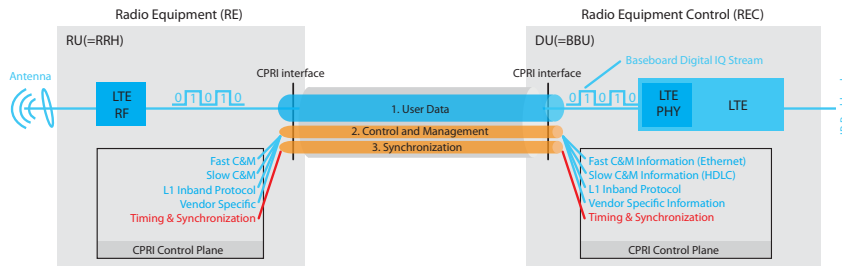 Radio Equipment (RE)
Radio Equipment Control (REC)
RU(=RRH)
DU(=BBU)
Baseboard Digital IQ Stream
Antenna
CPRI interface
CPRI interface
LTE
RF
0 1 0 1 0
1. User Data
0 1 0 1 0
LTE
PHY
LTE
2. Control and Management
3. Synchronization
Fast C&M
Slow C&M
L1 Inband Protocol
Vendor Specific
Timing & Synchronization
CPRI Control Plane
Fast C&M Information (Ethernet)
Slow C&M Information (HDLC)
L1 Inband Protocol
Vendor Specific Information
Timing & Synchronization
CPRI Control Plane